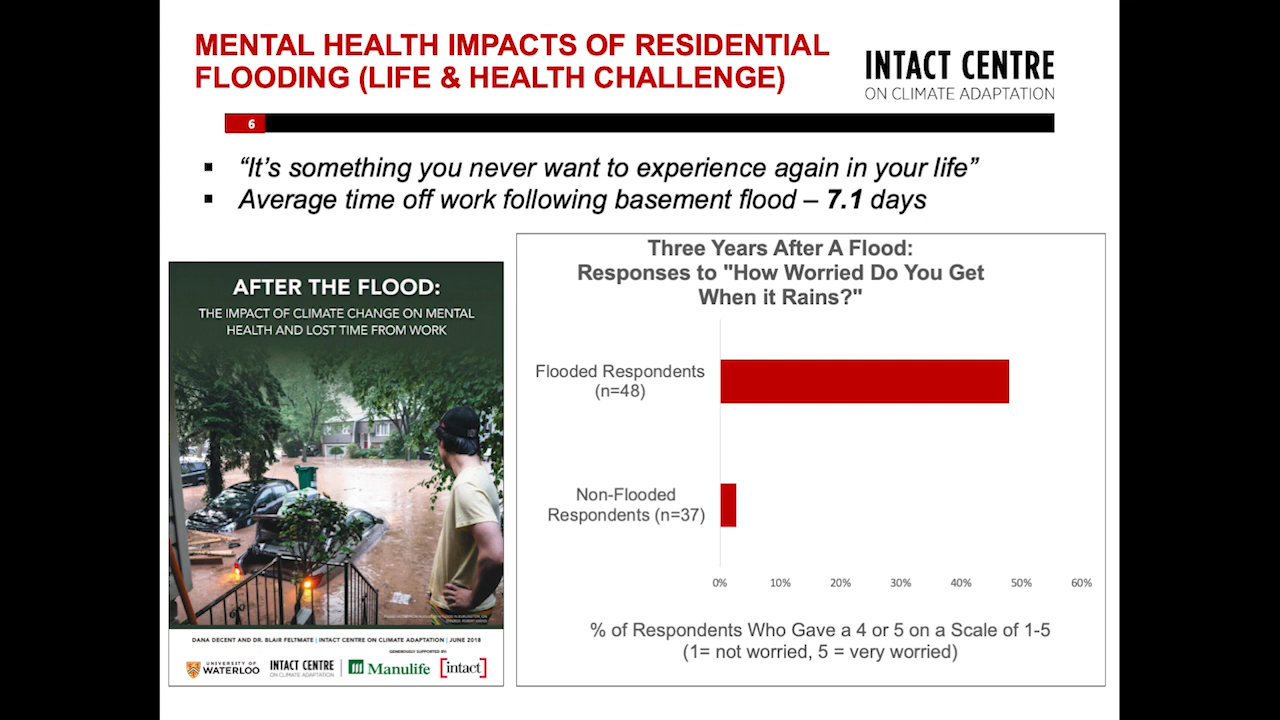 MENTAL HEALTH IMPACTS OF RESIDENTIAL
FLOODING (LIFE & HEALTH CHALLENGE)
INTACT CENTRE
ON CLIMATE ADAPTATION
6
▪ “It’s something you never want to experience again in your life”
▪ Average time off work following basement flood – 7.1 days
AFTER THE FLOOD:
THE IMPACT OF CLIMATE CHANGE ON MENTAL
HEALTH AND LOST TIME FROM WORK
DANA DECENT AND DR. BLAIR FELTMATE | INTACT CENTRE ON CLIMATE ADAPTATION | JUNE 2018
GENEROUSLY SUPPORTED BY:
UNIVERSITY OF
WATERLOO
INTACT CENTRE
ON CLIMATE ADAPTATION
Manulife
[intact]
Three Years After A Flood:
Responses to "How Worried Do You Get
When it Rains?"
Flooded Respondents
(n=48)
Non-Flooded
Respondents (n=37)
0% 10% 20% 30% 40% 50% 60%
% of Respondents Who Gave a 4 or 5 on a Scale of 1-5
(1= not worried, 5 = very worried)